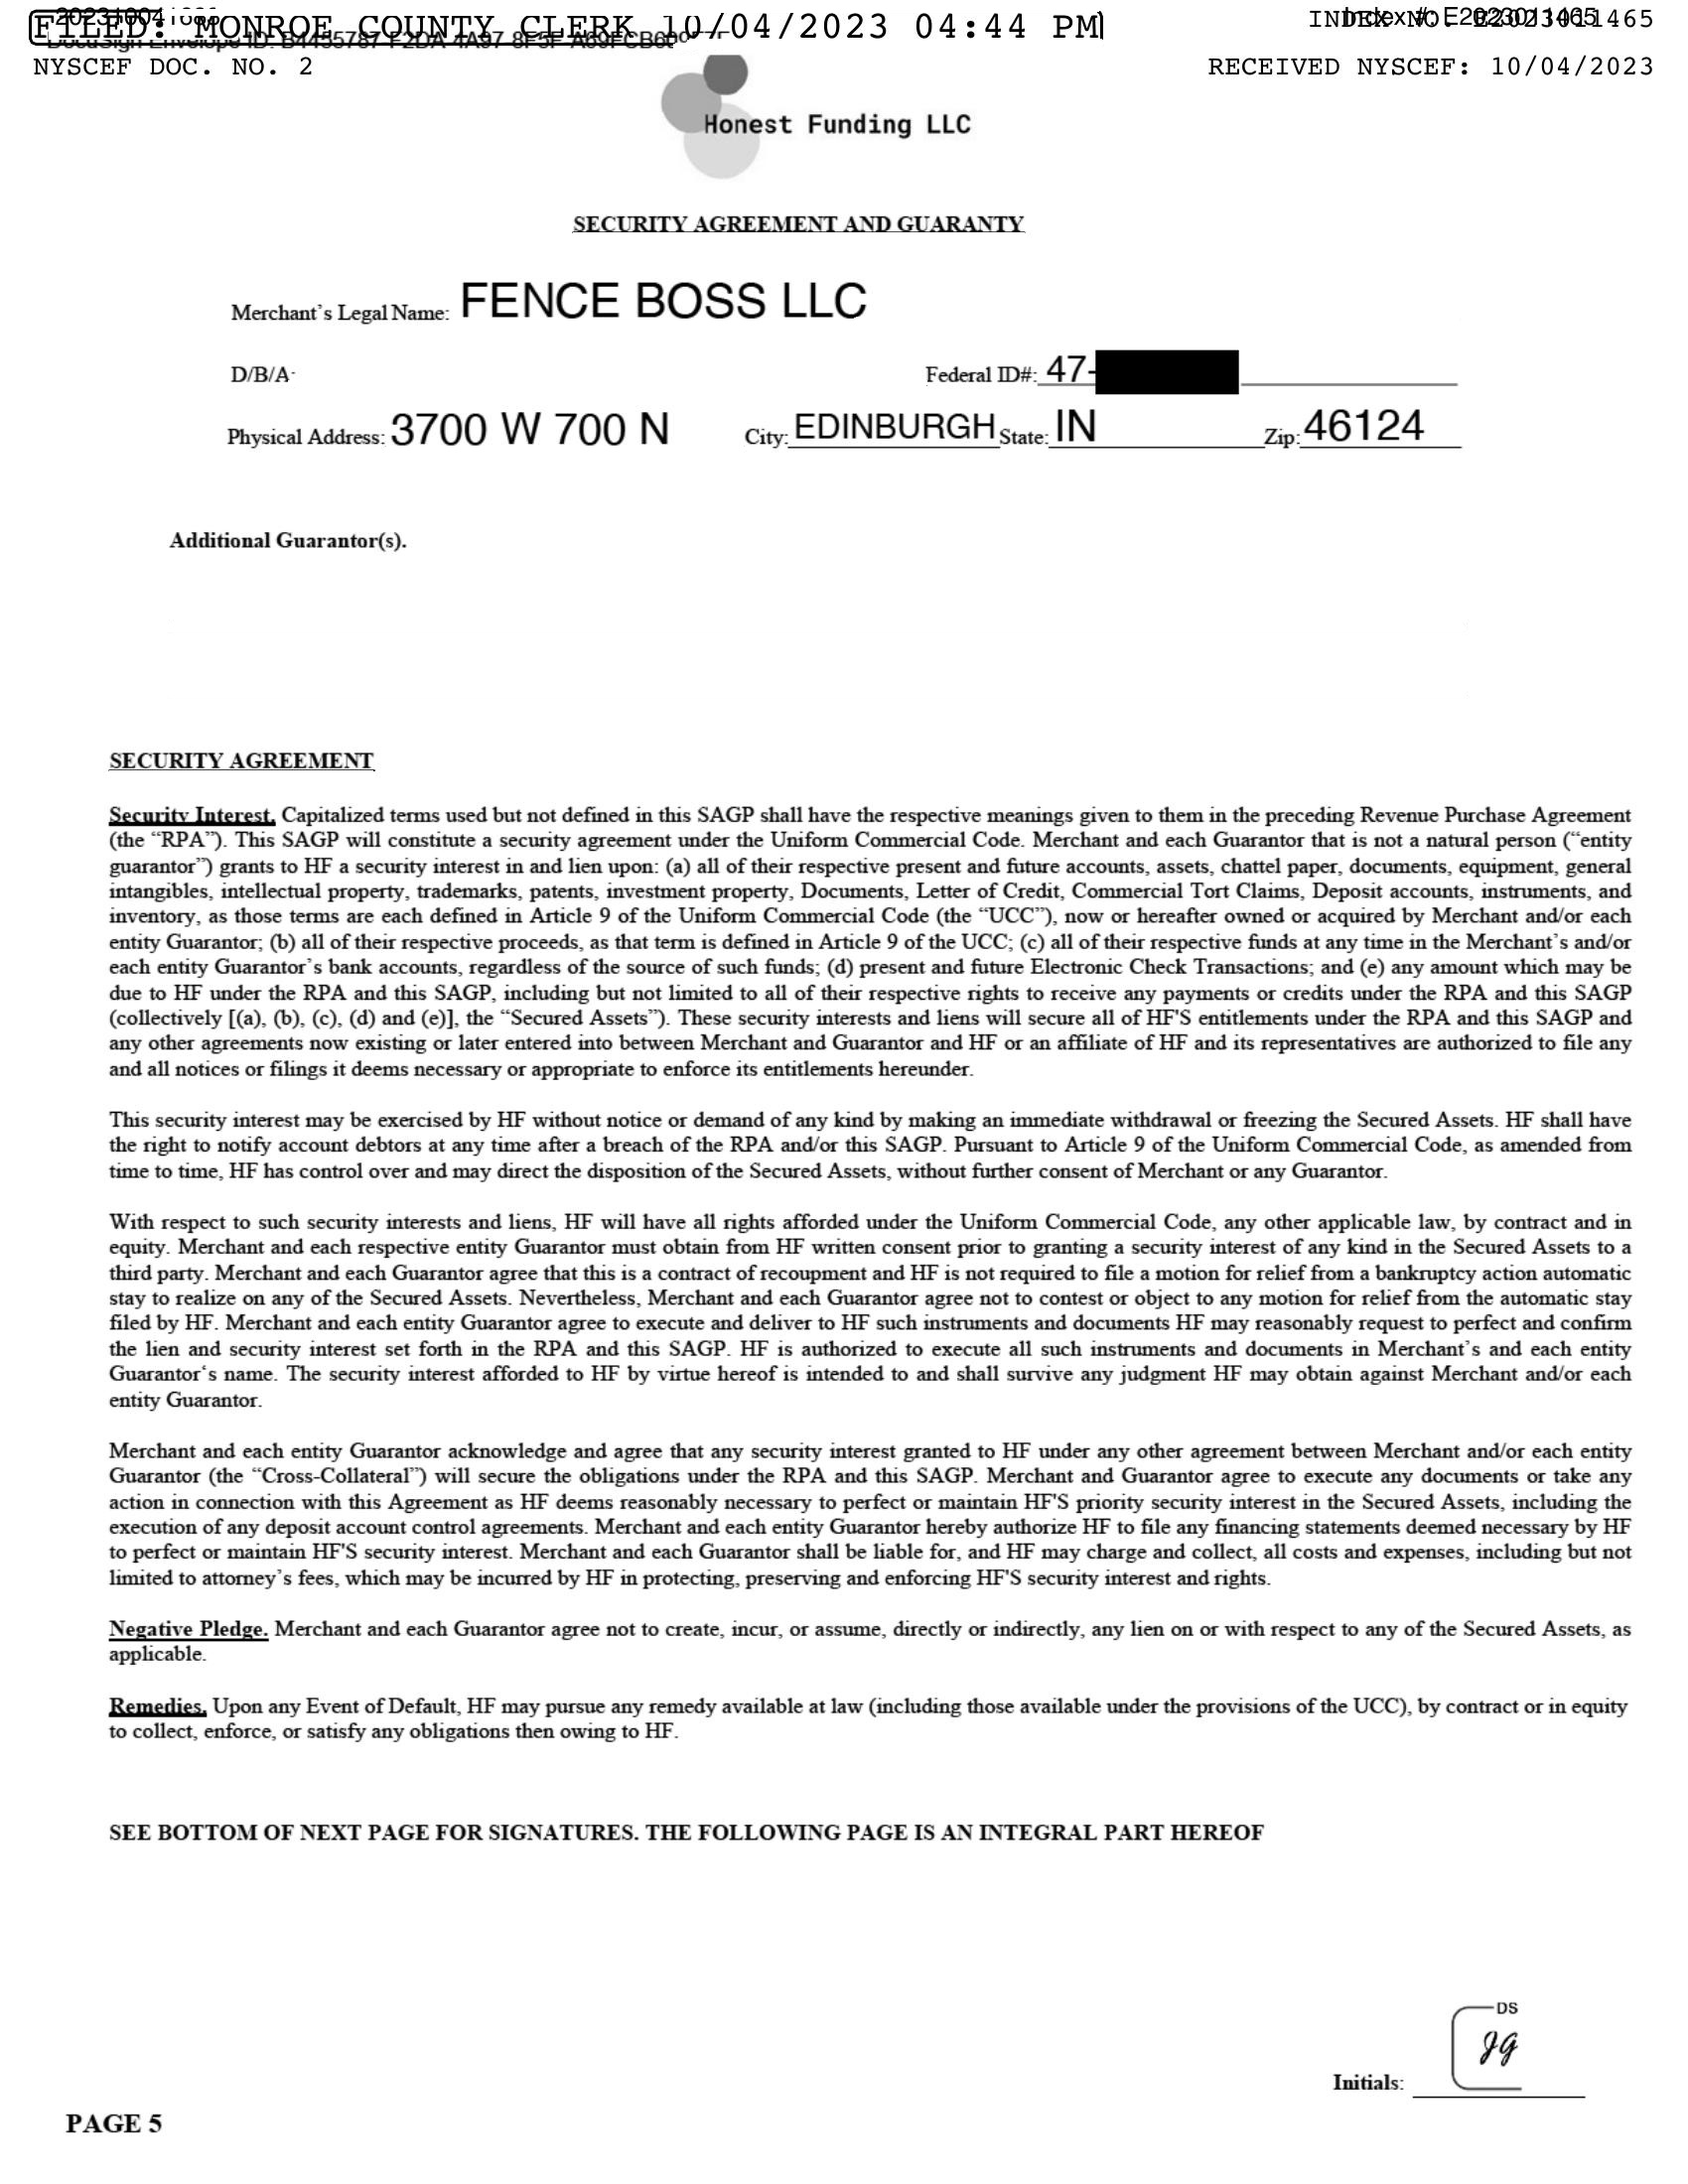 FILED: MONROE COUNTY CLERK 10/04/2023 04:44 PM
NYSCEF DOC. NO. 2
RECEIVED NYSCEF: 10/04/2023
Honest Funding LLC
SECURITY AGREEMENT AND GUARANTY
Merchant's Legal Name: FENCE BOSS LLC
D/B/A: Federal ID#: 47-
Physical Address: 3700 W 700 N City: EDINBURGH State: IN Zip: 46124
Additional Guarantor(s).
SECURITY AGREEMENT
Security Interest. Capitalized terms used but not defined in this SAGP shall have the respective meanings given to them in the preceding Revenue Purchase Agreement
(the “RPA”). This SAGP will constitute a security agreement under the Uniform Commercial Code. Merchant and each Guarantor that is not a natural person (“entity
guarantor”) grants to HF a security interest in and lien upon: (a) all of their respective present and future accounts, assets, chattel paper, documents, equipment, general
intangibles, intellectual property, trademarks, patents, investment property, Documents, Letter of Credit, Commercial Tort Claims, Deposit accounts, instruments, and
inventory, as those terms are each defined in Article 9 of the Uniform Commercial Code (the “UCC”), now or hereafter owned or acquired by Merchant and/or each
entity Guarantor; (b) all of their respective proceeds, as that term is defined in Article 9 of the UCC; (c) all of their respective funds at any time in the Merchant's and/or
each entity Guarantor's bank accounts, regardless of the source of such funds; (d) present and future Electronic Check Transactions; and (e) any amount which may be
due to HF under the RPA and this SAGP, including but not limited to all of their respective rights to receive any payments or credits under the RPA and this SAGP
(collectively [(a), (b), (c), (d) and (e)], the “Secured Assets”). These security interests and liens will secure all of HF'S entitlements under the RPA and this SAGP and
any other agreements now existing or later entered into between Merchant and Guarantor and HF or an affiliate of HF and its representatives are authorized to file any
and all notices or filings it deems necessary or appropriate to enforce its entitlements hereunder.
This security interest may be exercised by HF without notice or demand of any kind by making an immediate withdrawal or freezing the Secured Assets. HF shall have
the right to notify account debtors at any time after a breach of the RPA and/or this SAGP. Pursuant to Article 9 of the Uniform Commercial Code, as amended from
time to time, HF has control over and may direct the disposition of the Secured Assets, without further consent of Merchant or any Guarantor.
With respect to such security interests and liens, HF will have all rights afforded under the Uniform Commercial Code, any other applicable law, by contract and in
equity. Merchant and each respective entity Guarantor must obtain from HF written consent prior to granting a security interest of any kind in the Secured Assets to a
third party. Merchant and each Guarantor agree that this is a contract of recoupment and HF is not required to file a motion for relief from a bankruptcy action automatic
stay to realize on any of the Secured Assets. Nevertheless, Merchant and each Guarantor agree not to contest or object to any motion for relief from the automatic stay
filed by HF. Merchant and each entity Guarantor agree to execute and deliver to HF such instruments and documents HF may reasonably request to perfect and confirm
the lien and security interest set forth in the RPA and this SAGP. HF is authorized to execute all such instruments and documents in Merchant's and each entity
Guarantor‘s name. The security interest afforded to HF by virtue hereof is intended to and shall survive any judgment HF may obtain against Merchant and/or each
entity Guarantor.
Merchant and each entity Guarantor acknowledge and agree that any security interest granted to HF under any other agreement between Merchant and/or each entity
Guarantor (the “Cross-Collateral”) will secure the obligations under the RPA and this SAGP. Merchant and Guarantor agree to execute any documents or take any
action in connection with this Agreement as HF deems reasonably necessary to perfect or maintain HF'S priority security interest in the Secured Assets, including the
execution of any deposit account control agreements. Merchant and each entity Guarantor hereby authorize HF to file any financing statements deemed necessary by HF
to perfect or maintain HF'S security interest. Merchant and each Guarantor shall be liable for, and HF may charge and collect, all costs and expenses, including but not
limited to attorney's fees, which may be incurred by HF in protecting, preserving and enforcing HF'S security interest and rights.
Negative Pledge. Merchant and each Guarantor agree not to create, incur, or assume, directly or indirectly, any lien on or with respect to any of the Secured Assets, as
applicable.
Remedies. Upon any Event of Default, HF may pursue any remedy available at law (including those available under the provisions of the UCC), by contract or in equity
to collect, enforce, or satisfy any obligations then owing to HF.
SEE BOTTOM OF NEXT PAGE FOR SIGNATURES. THE FOLLOWING PAGE IS AN INTEGRAL PART HEREOF
DS
JG
Initials:
PAGE 5